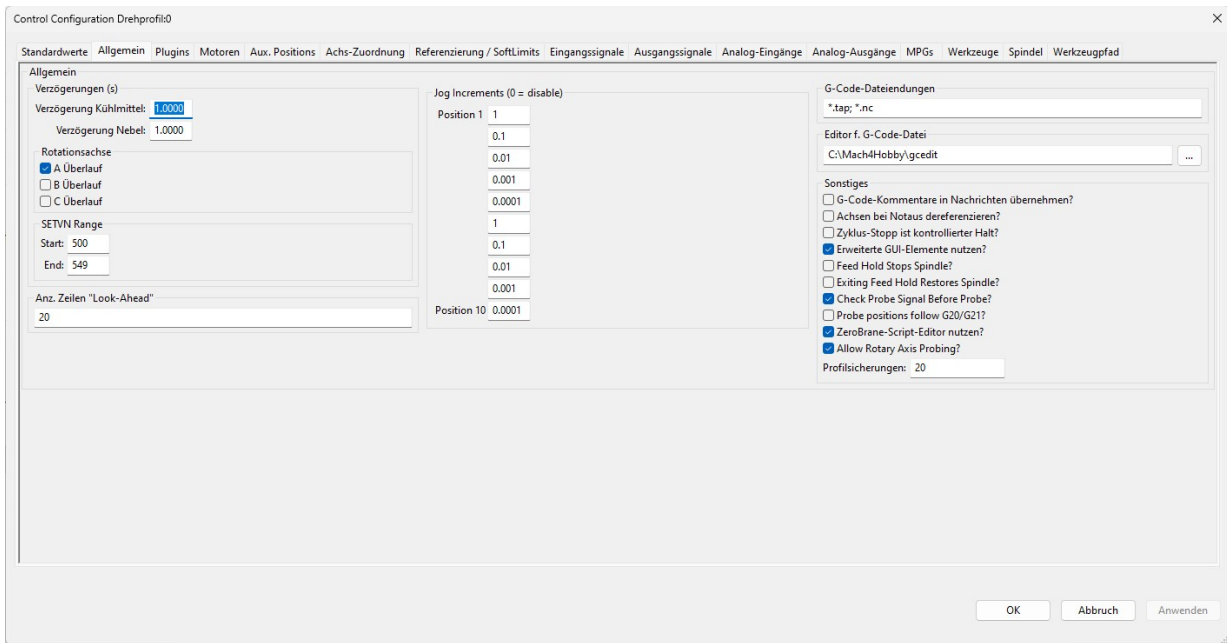 Control Configuration Drehprofil:0
Standardwerte Allgemein Plugins Motoren Aux. Positions Achs-Zuordnung Referenzierung / SoftLimits Eingangssignale Ausgangssignale Analog-Eingänge Analog-Ausgänge MPGs Werkzeuge Spindel Werkzeugpfad
Allgemein
Verzögerungen (s)
Verzögerung Kühlmittel: 1.0000
Verzögerung Nebel: 1.0000
Rotationsachse
A Überlauf
B Überlauf
C Überlauf
SETVN Range
Start: 500
End: 549
Anz. Zeilen "Look-Ahead"
20
Jog Increments (0 = disable)
Position 1 1
0.1
0.01
0.001
0.0001
1
0.1
0.01
0.001
Position 10 0.0001
G-Code-Dateiendungen
*.tap; *.nc
Editor f. G-Code-Datei
C:\Mach4Hobby\gcedit ...
Sonstiges
G-Code-Kommentare in Nachrichten übernehmen?
Achsen bei Notaus dereferenzieren?
Zyklus-Stopp ist kontrollierter Halt?
Erweiterte GUI-Elemente nutzen?
Feed Hold Stops Spindle?
Exiting Feed Hold Restores Spindle?
Check Probe Signal Before Probe?
Probe positions follow G20/G21?
ZeroBrane-Script-Editor nutzen?
Allow Rotary Axis Probing?
Profilsicherungen: 20
OK Abbruch Anwenden